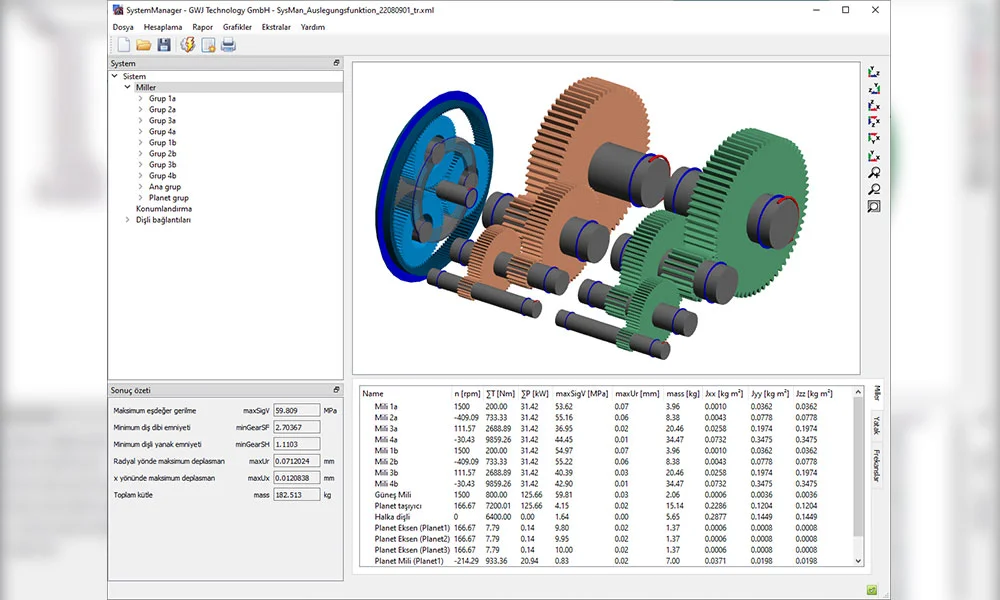 SystemManager - GWJ Technology GmbH - SysMan_Auslegungsfunktion_22080901_tr.xml
Dosya Hesaplama Rapor Grafikler Ekstralar Yardım
System
Sistem
Miller
Grup 1a
Grup 2a
Grup 3a
Grup 4a
Grup 1b
Grup 2b
Grup 3b
Grup 4b
Ana grup
Planet grup
Konumlandırma
Dişli bağlantıları
Sonuç özeti
Maksimum eşdeğer gerilme maxSigV 59.809 MPa
Minimum diş dibi emniyeti minGearSF 2.70367
Minimum dişli yanak emniyeti minGearSH 1.1103
Radyal yönde maksimum deplasman maxUr 0.0712024 mm
x yönünde maksimum deplasman maxUx 0.0120838 mm
Toplam kütle mass 182.513 kg
Name n [rpm] ∑T [Nm] ∑P [kW] maxSigV [MPa] maxUr [mm] mass [kg] Jxx [kg m²] Jyy [kg m²] Jzz [kg m²]
Mili 1a 1500 200.00 31.42 53.62 0.07 3.96 0.0010 0.0362 0.0362
Mili 2a -409.09 733.33 31.42 55.16 0.06 8.38 0.0043 0.0778 0.0778
Mili 3a 111.57 2688.89 31.42 36.95 0.02 20.46 0.0258 0.1974 0.1974
Mili 4a -30.43 9859.26 31.42 44.45 0.01 34.47 0.0732 0.3475 0.3475
Mili 1b 1500 200.00 31.42 54.97 0.07 3.96 0.0010 0.0362 0.0362
Mili 2b -409.09 733.33 31.42 55.22 0.06 8.38 0.0043 0.0778 0.0778
Mili 3b 111.57 2688.89 31.42 40.39 0.03 20.46 0.0258 0.1974 0.1974
Mili 4b -30.43 9859.26 31.42 42.90 0.01 34.47 0.0732 0.3475 0.3475
Güneş Mili 1500 800.00 125.66 59.81 0.03 2.06 0.0006 0.0036 0.0036
Planet taşıyıcı 166.67 7200.01 125.66 4.15 0.02 15.14 0.2286 0.1204 0.1204
Halka dişli 0 6400.00 0.00 1.64 0.00 5.65 0.2877 0.1449 0.1449
Planet Eksen (Planet1) 166.67 7.79 0.14 9.80 0.02 1.37 0.0006 0.0008 0.0008
Planet Eksen (Planet2) 166.67 7.79 0.14 9.95 0.02 1.37 0.0006 0.0008 0.0008
Planet Eksen (Planet3) 166.67 7.79 0.14 10.00 0.02 1.37 0.0006 0.0008 0.0008
Planet Mili (Planet1) -214.29 933.36 20.94 0.83 0.02 7.00 0.0371 0.0198 0.0198
Miller
Yatak
Frekanslar